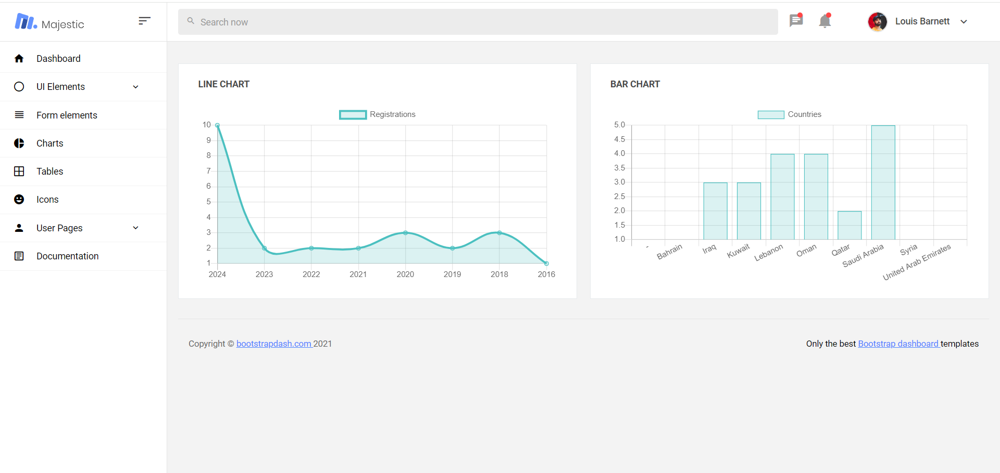 Majestic
Search now
Louis Barnett
Dashboard
UI Elements
Form elements
Charts
Tables
Icons
User Pages
Documentation
LINE CHART
Registrations
10
9
8
7
6
5
4
3
2
1
2024 2023 2022 2021 2020 2019 2018 2016
BAR CHART
Countries
5.0
4.5
4.0
3.5
3.0
2.5
2.0
1.5
1.0
- Bahrain Iraq Kuwait Lebanon Oman Qatar Saudi Arabia Syria United Arab Emirates
Copyright © bootstrapdash.com 2021
Only the best Bootstrap dashboard templates